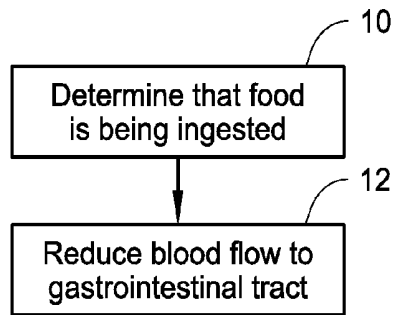 10
Determine that food
is being ingested
12
Reduce blood flow to
gastrointestinal tract